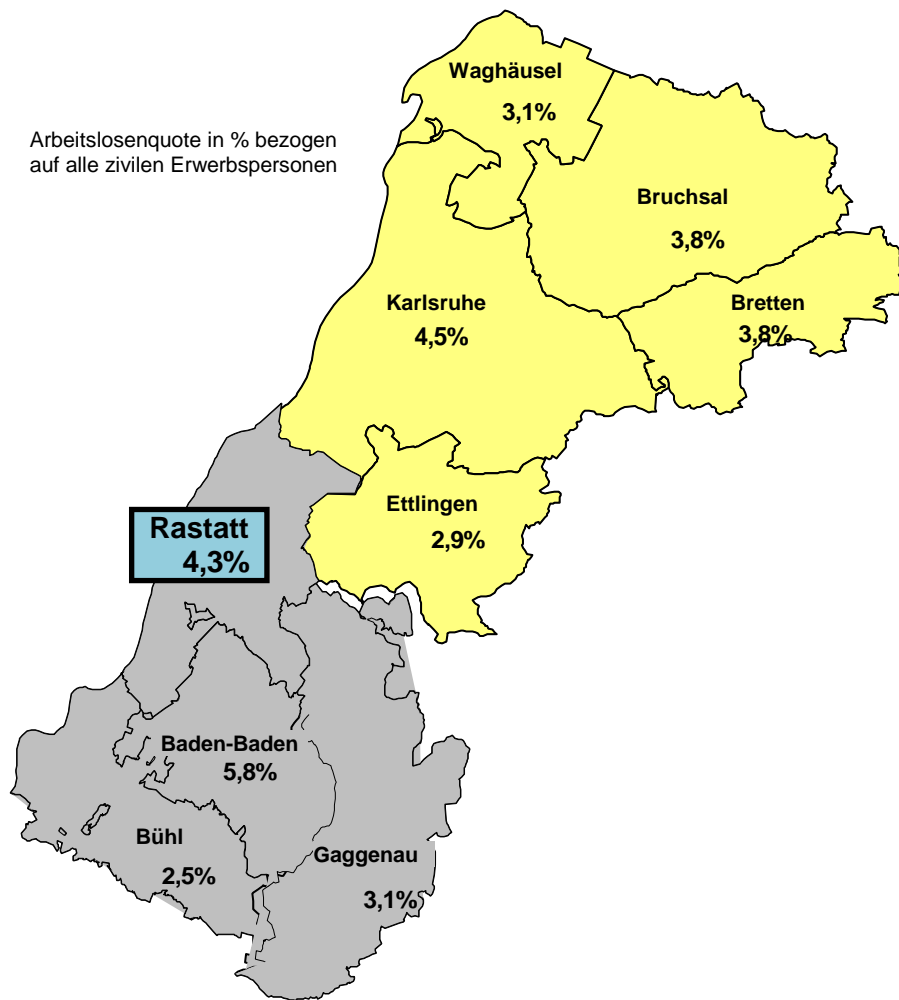 Waghäusel
3,1%
Arbeitslosenquote in % bezogen
auf alle zivilen Erwerbspersonen
Bruchsal
3,8%
Karlsruhe
4,5%
Bretten
3,8%
Ettlingen
2,9%
Rastatt
4,3%
Baden-Baden
5,8%
Bühl
2,5%
Gaggenau
3,1%